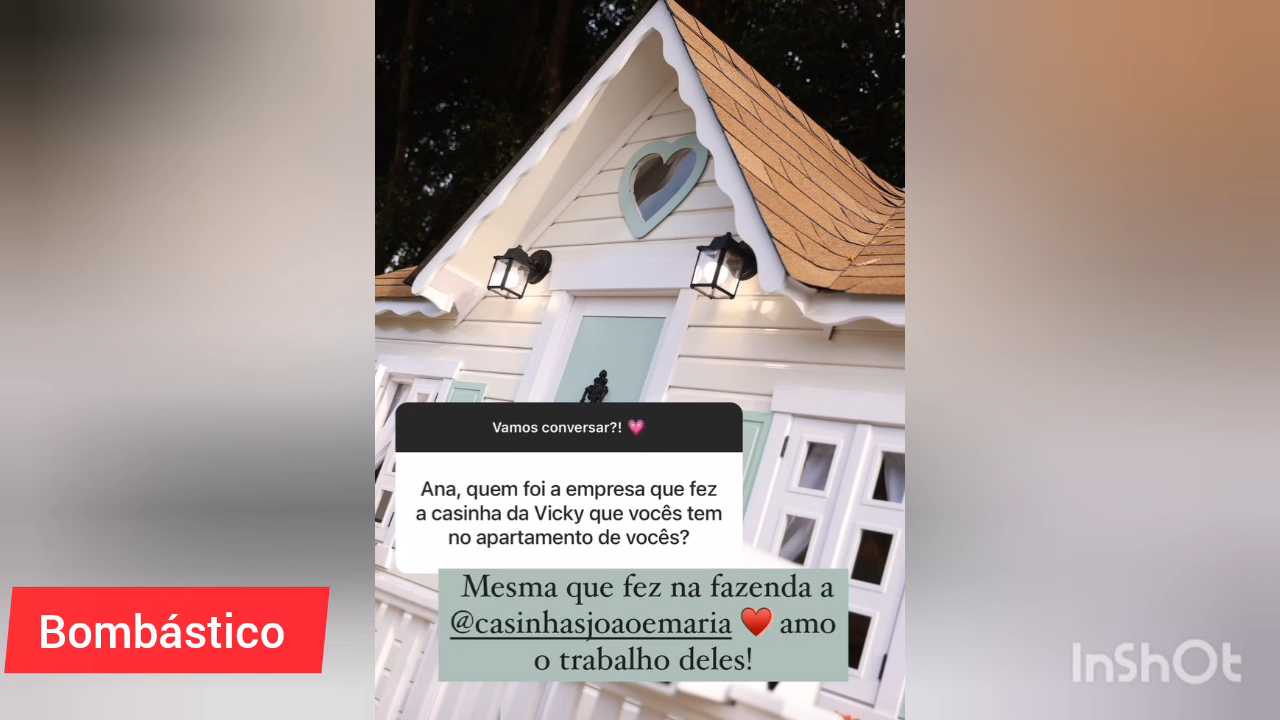 Vamos conversar?! 💗
Ana, quem foi a empresa que fez
a casinha da Vicky que vocês tem
no apartamento de vocês?
Mesma que fez na fazenda a
@casinhasjoaoemaria ♥️ amo
o trabalho deles!
Bombástico
InShOt